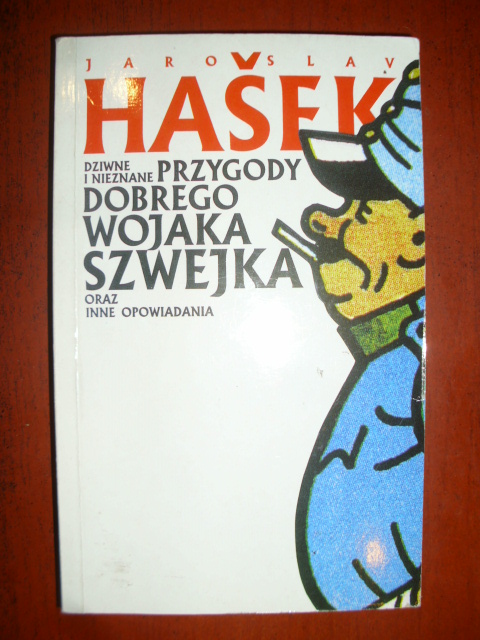 JAROSLAV
HAŠEK
DZIWNE
I NIEZNANE PRZYGODY
DOBREGO
WOJAKA
SZWEJKA
ORAZ
INNE OPOWIADANIA